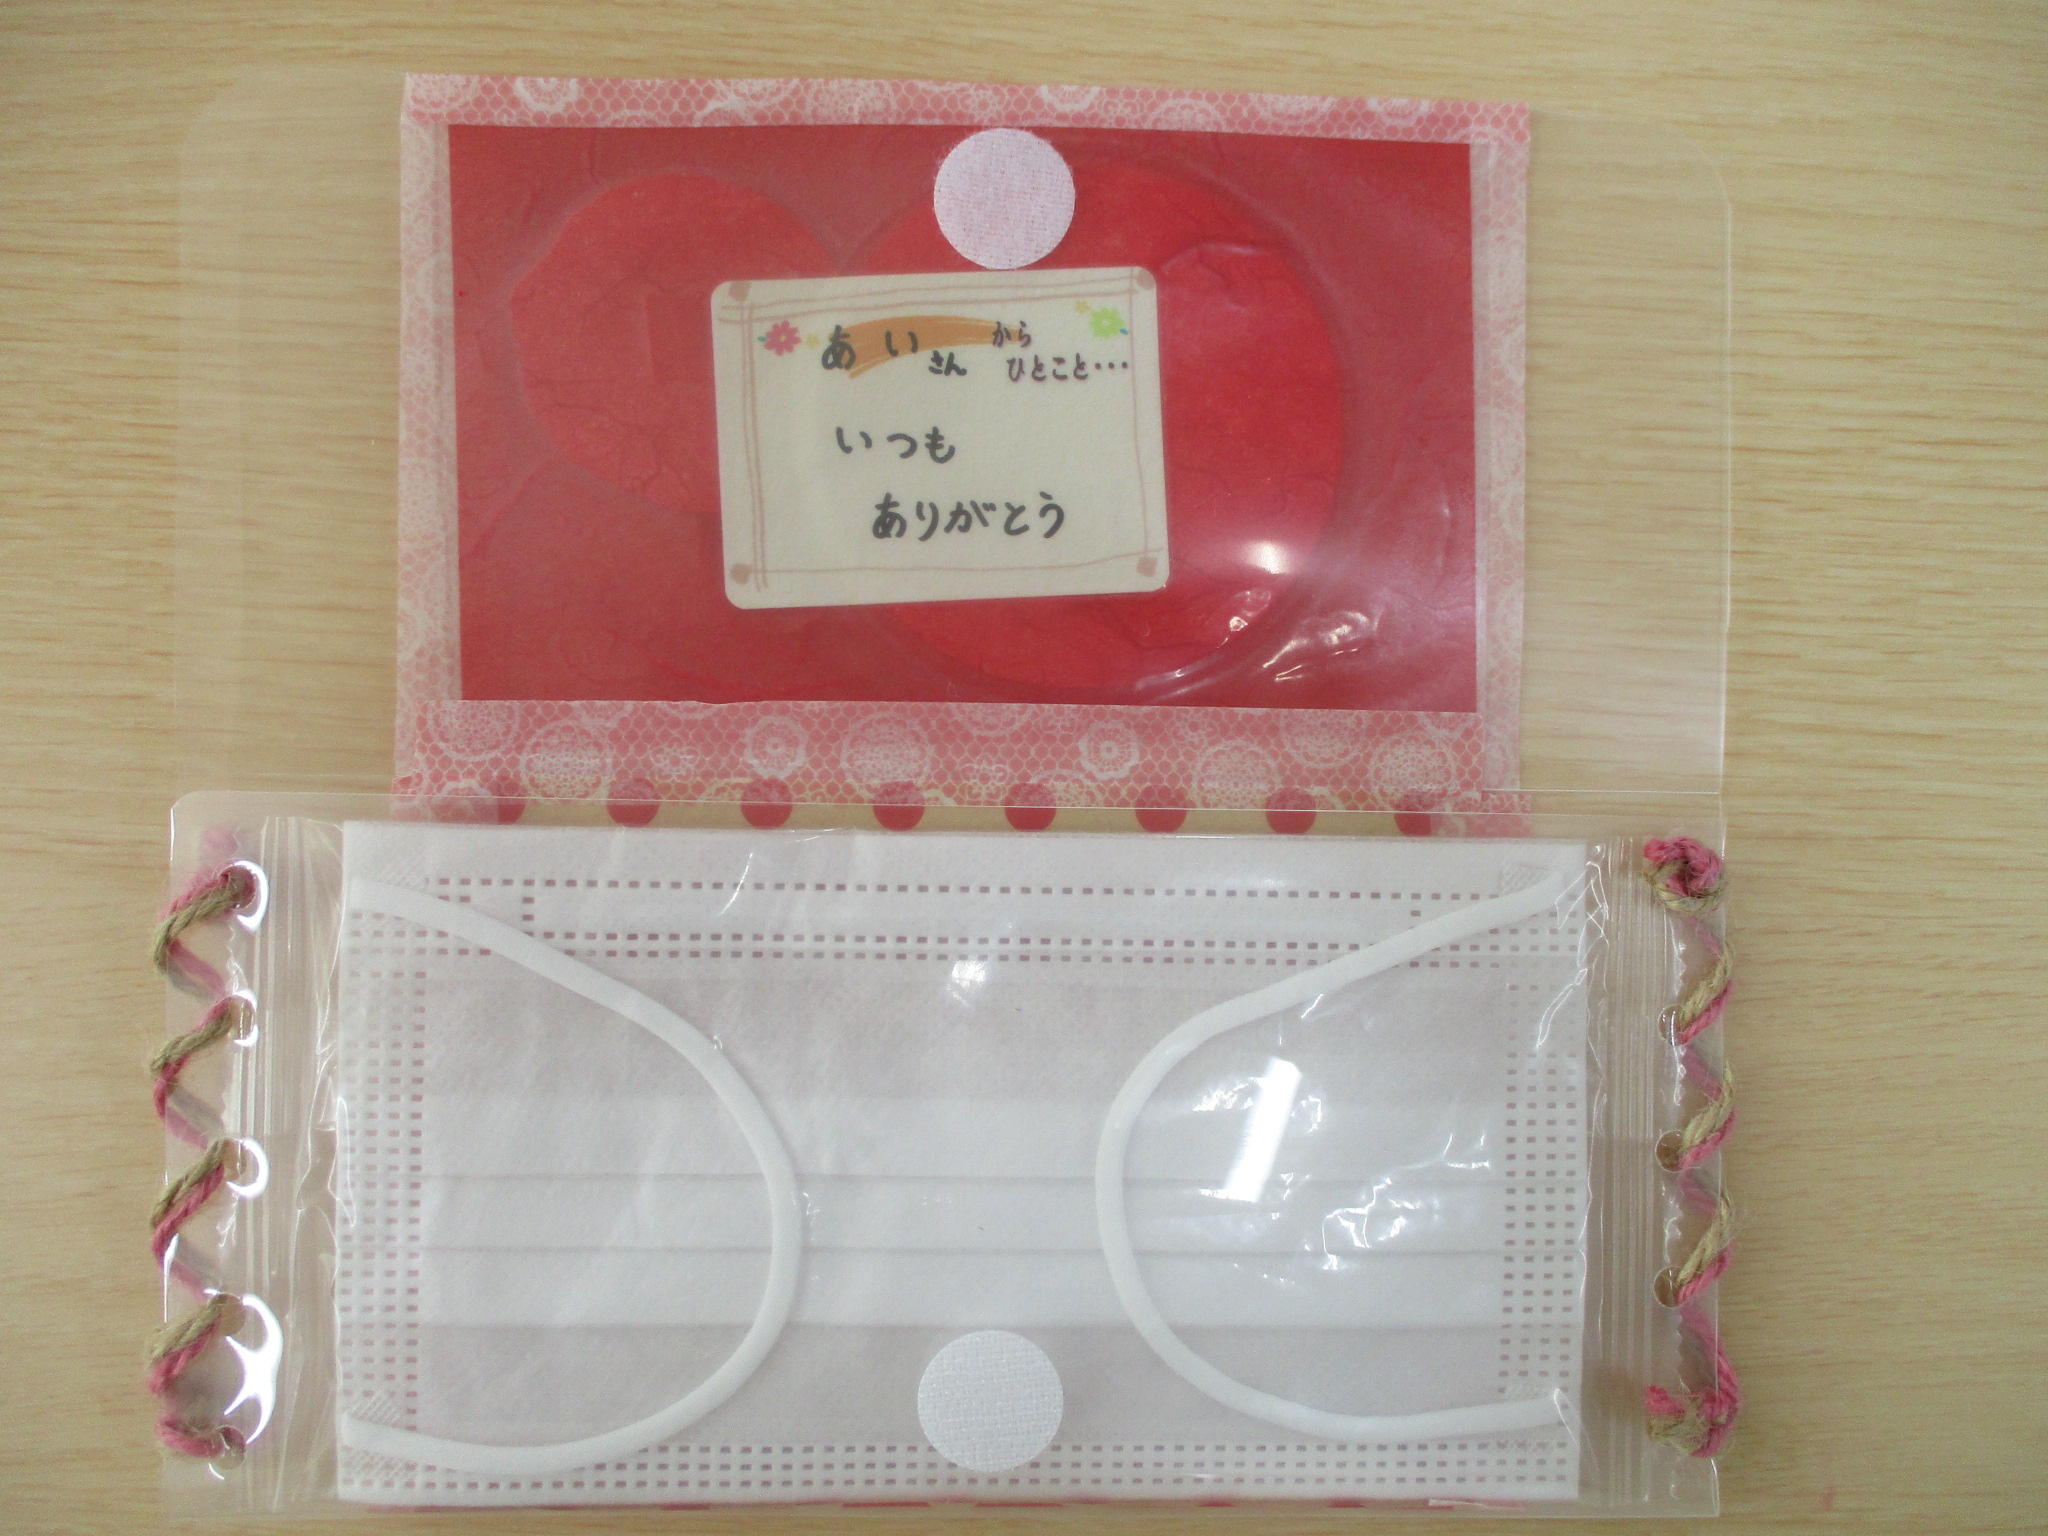 あい さん から
ひとこと・・・
いつも
ありがとう